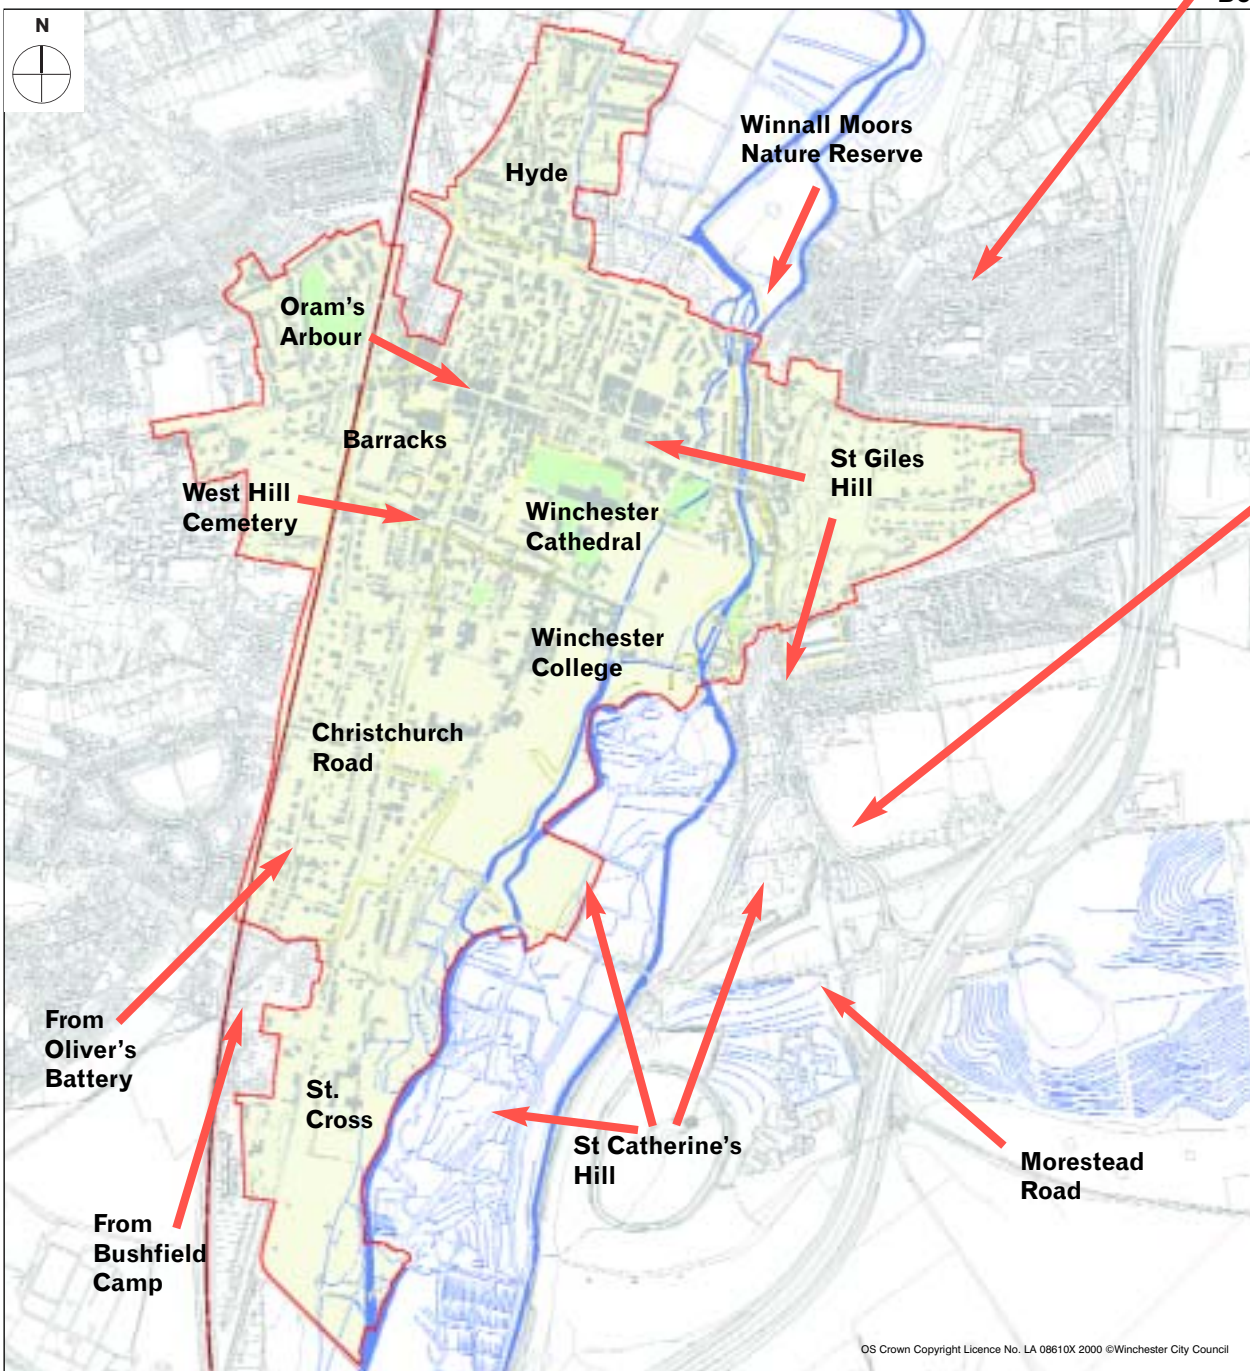 N
Winnall Moors
Nature Reserve
Hyde
Oram's
Arbour
Barracks
St Giles
Hill
West Hill
Cemetery
Winchester
Cathedral
Winchester
College
Christchurch
Road
From
Oliver's
Battery
St.
Cross
St Catherine's
Hill
Morestead
Road
From
Bushfield
Camp
OS Crown Copyright Licence No. LA 08610X 2000 ©Winchester City Council